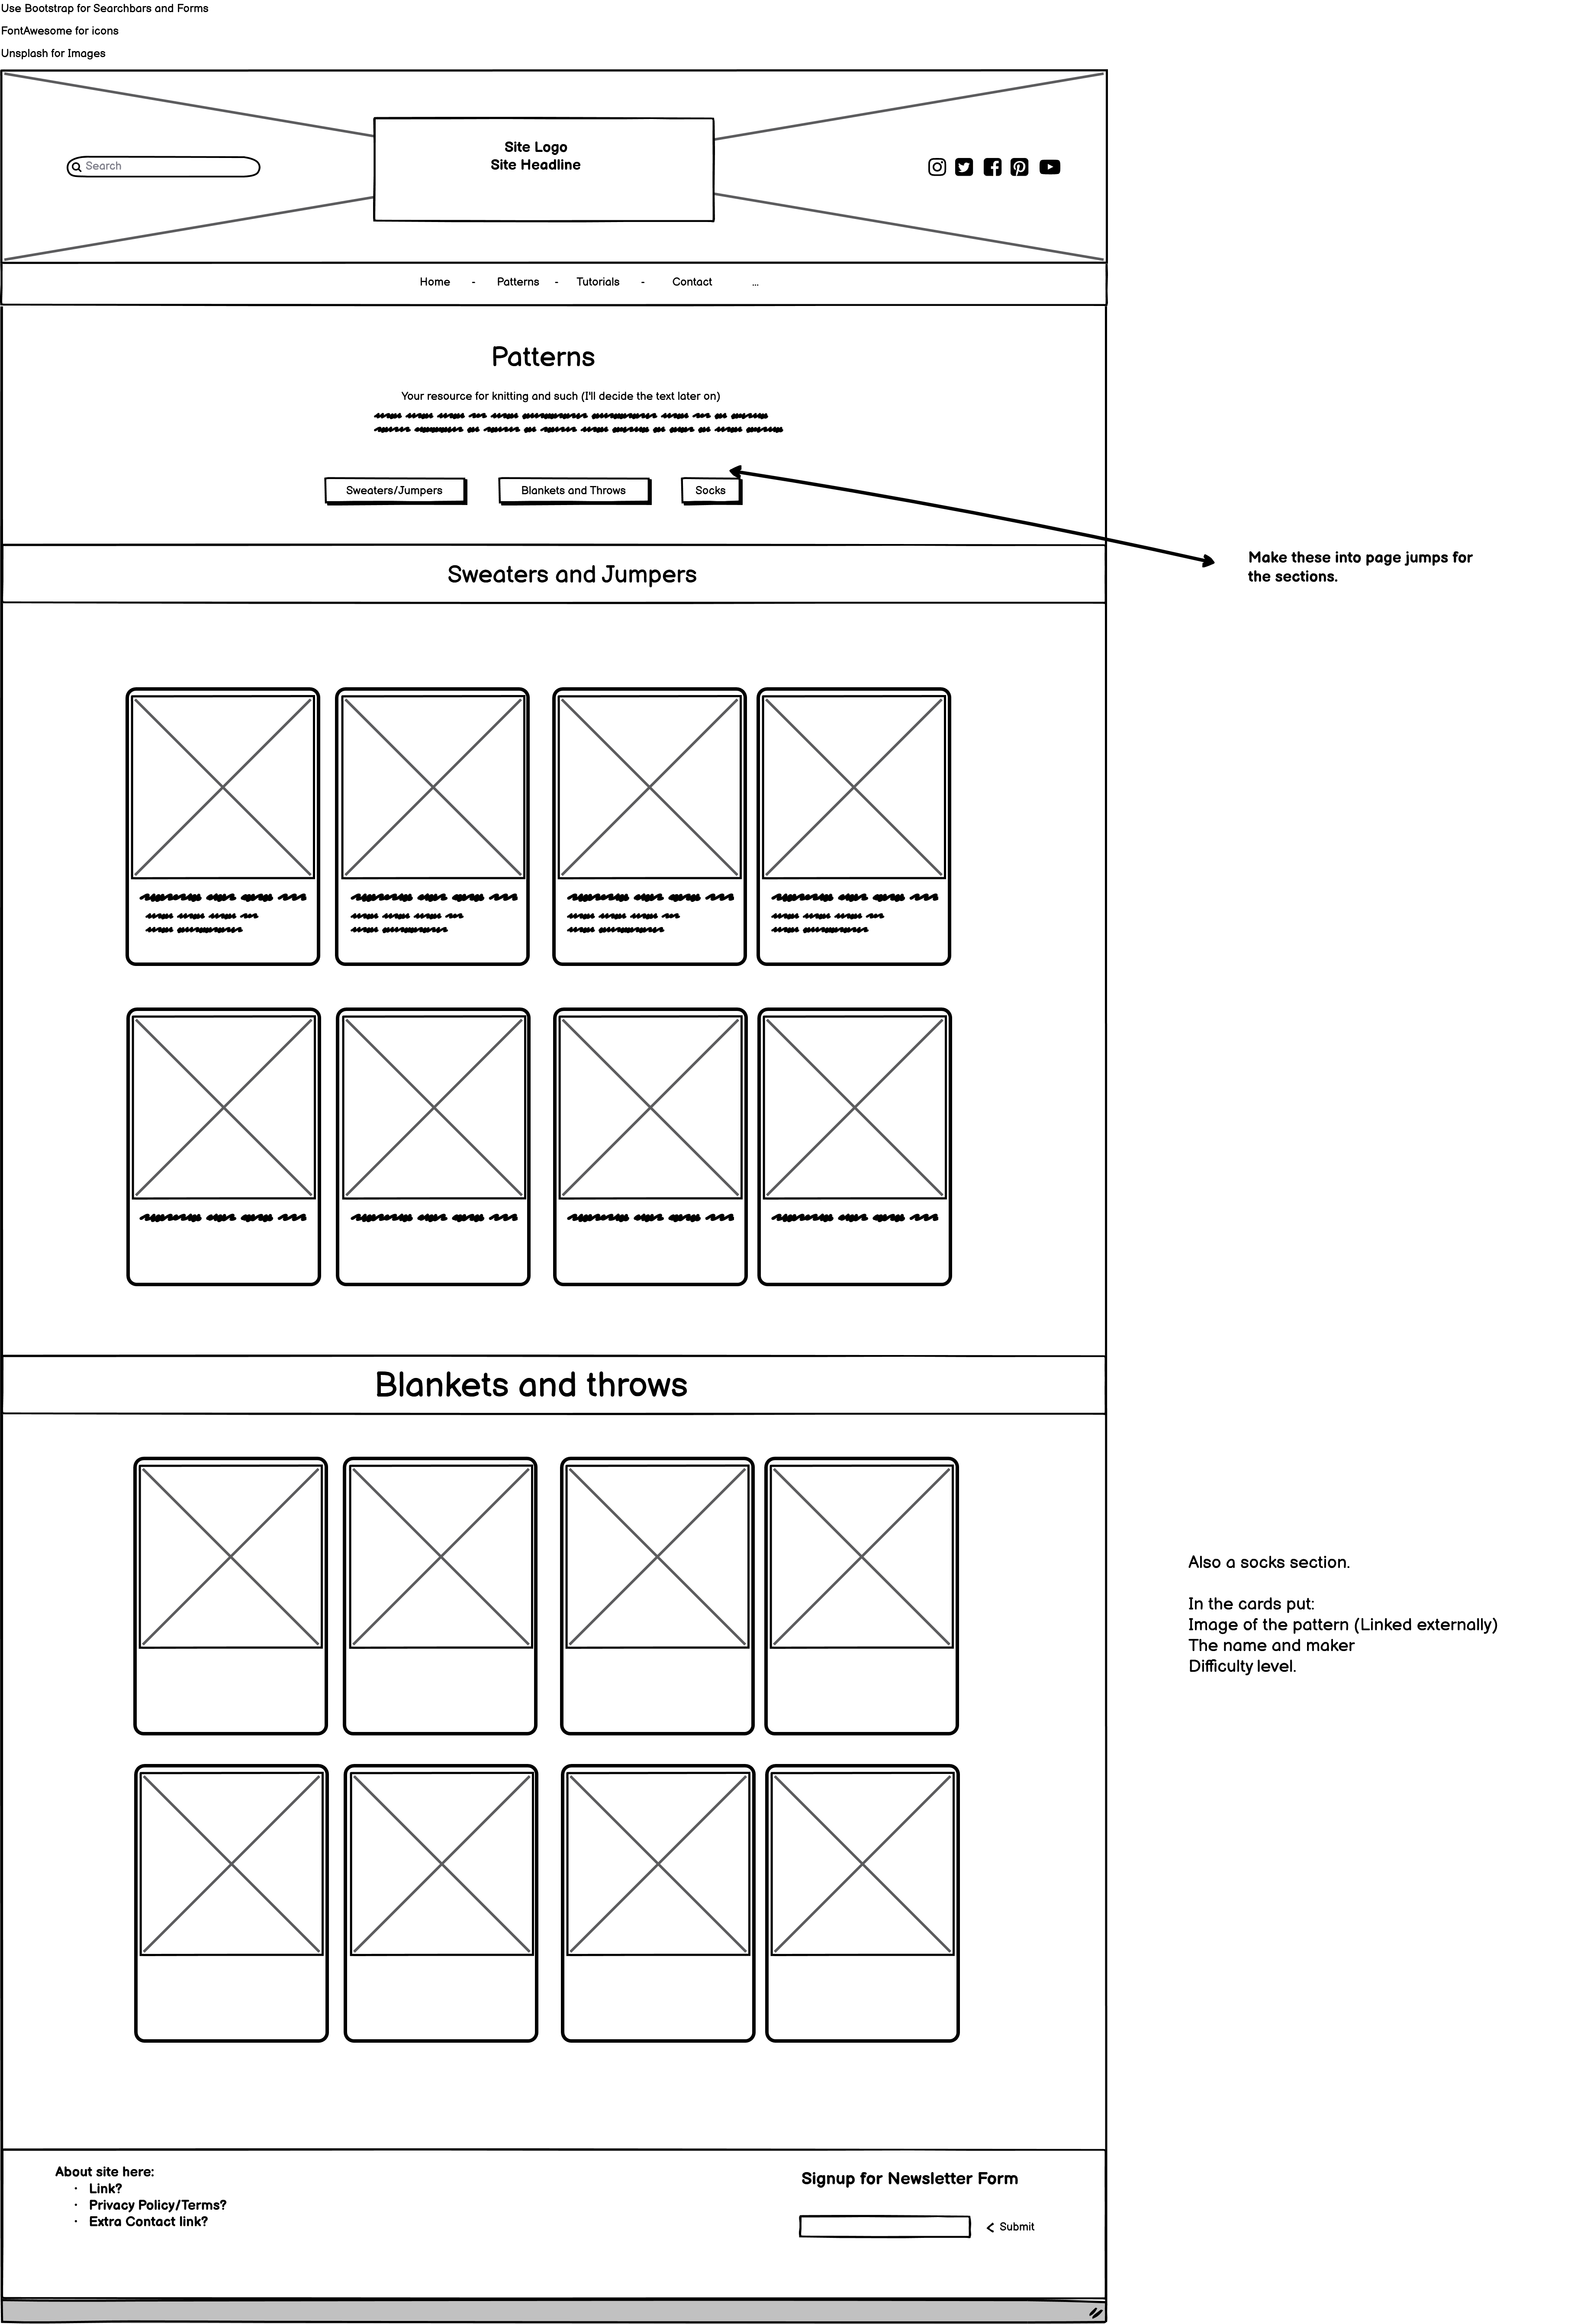 Use Bootstrap for Searchbars and Forms
FontAwesome for icons
Unsplash for Images
Search
Site Logo
Site Headline
Home - Patterns - Tutorials - Contact ...
Patterns
Your resource for knitting and such (I'll decide the text later on)
Sweaters/Jumpers
Blankets and Throws
Socks
Make these into page jumps for
the sections.
Sweaters and Jumpers
Blankets and throws
Also a socks section.
In the cards put:
Image of the pattern (Linked externally)
The name and maker
Difficulty level.
About site here:
· Link?
· Privacy Policy/Terms?
· Extra Contact link?
Signup for Newsletter Form
< Submit